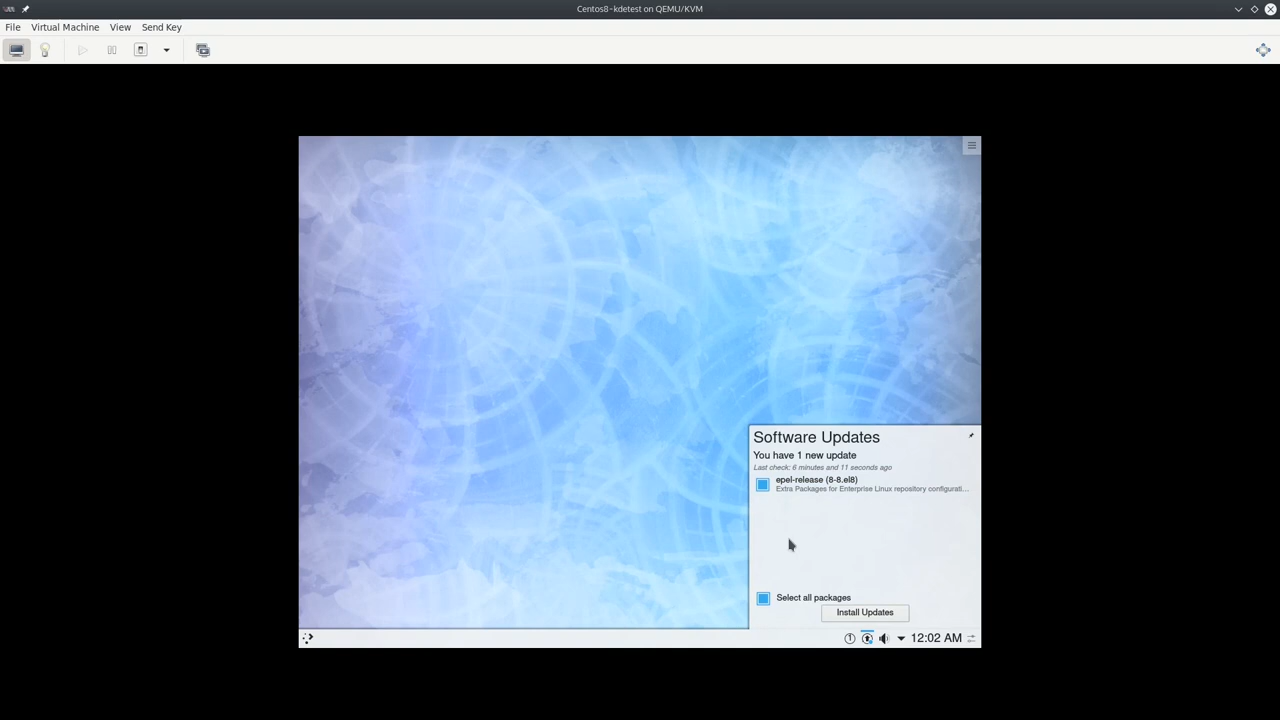 Centos8-kdetest on QEMU/KVM
File Virtual Machine View Send Key
Software Updates
You have 1 new update
Last check: 6 minutes and 11 seconds ago
epel-release (8-8.el8)
Extra Packages for Enterprise Linux repository configurati...
Select all packages
Install Updates
1 12:02 AM